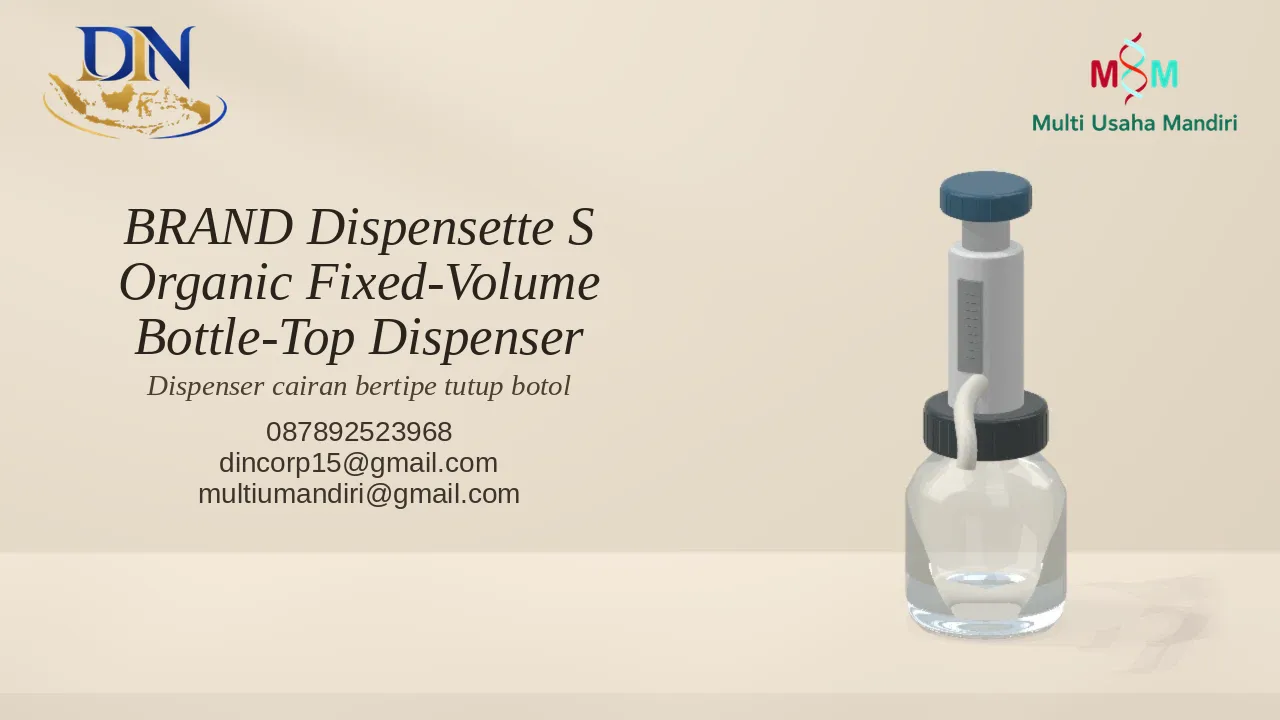 DIN
MSM
Multi Usaha Mandiri
BRAND Dispensette S
Organic Fixed-Volume
Bottle-Top Dispenser
Dispenser cairan bertipe tutup botol
087892523968
dincorp15@gmail.com
multiumandiri@gmail.com